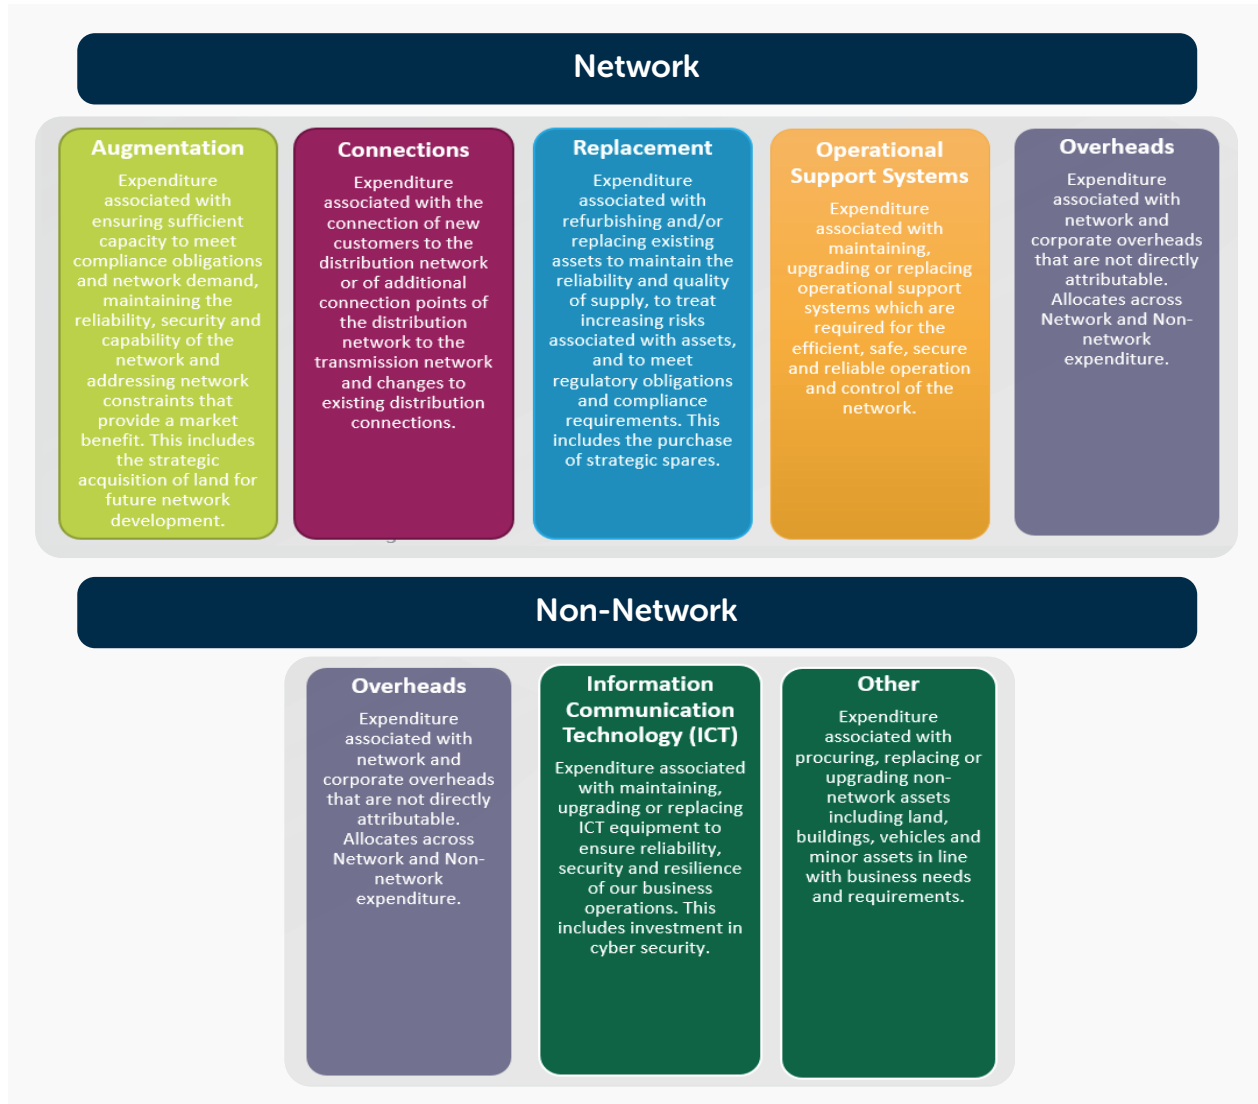 Network
Augmentation
Expenditure
associated with
ensuring sufficient
capacity to meet
compliance obligations
and network demand,
maintaining the
reliability, security and
capability of the
network and
addressing network
constraints that
provide a market
benefit. This includes
the strategic
acquisition of land for
future network
development.
Connections
Expenditure
associated with the
connection of new
customers to the
distribution network
or of additional
connection points of
the distribution
network to the
transmission network
and changes to
existing distribution
connections.
Replacement
Expenditure
associated with
refurbishing and/or
replacing existing
assets to maintain the
reliability and quality
of supply, to treat
increasing risks
associated with assets,
and to meet
regulatory obligations
and compliance
requirements. This
includes the purchase
of strategic spares.
Operational
Support Systems
Expenditure
associated with
maintaining,
upgrading or replacing
operational support
systems which are
required for the
efficient, safe, secure
and reliable operation
and control of the
network.
Overheads
Expenditure
associated with
network and
corporate overheads
that are not directly
attributable.
Allocates across
Network and Non-
network
expenditure.
Non-Network
Overheads
Expenditure
associated with
network and
corporate overheads
that are not directly
attributable.
Allocates across
Network and Non-
network
expenditure.
Information
Communication
Technology (ICT)
Expenditure associated
with maintaining,
upgrading or replacing
ICT equipment to
ensure reliability,
security and resilience
of our business
operations. This
includes investment in
cyber security.
Other
Expenditure
associated with
procuring, replacing or
upgrading non-
network assets
including land,
buildings, vehicles and
minor assets in line
with business needs
and requirements.